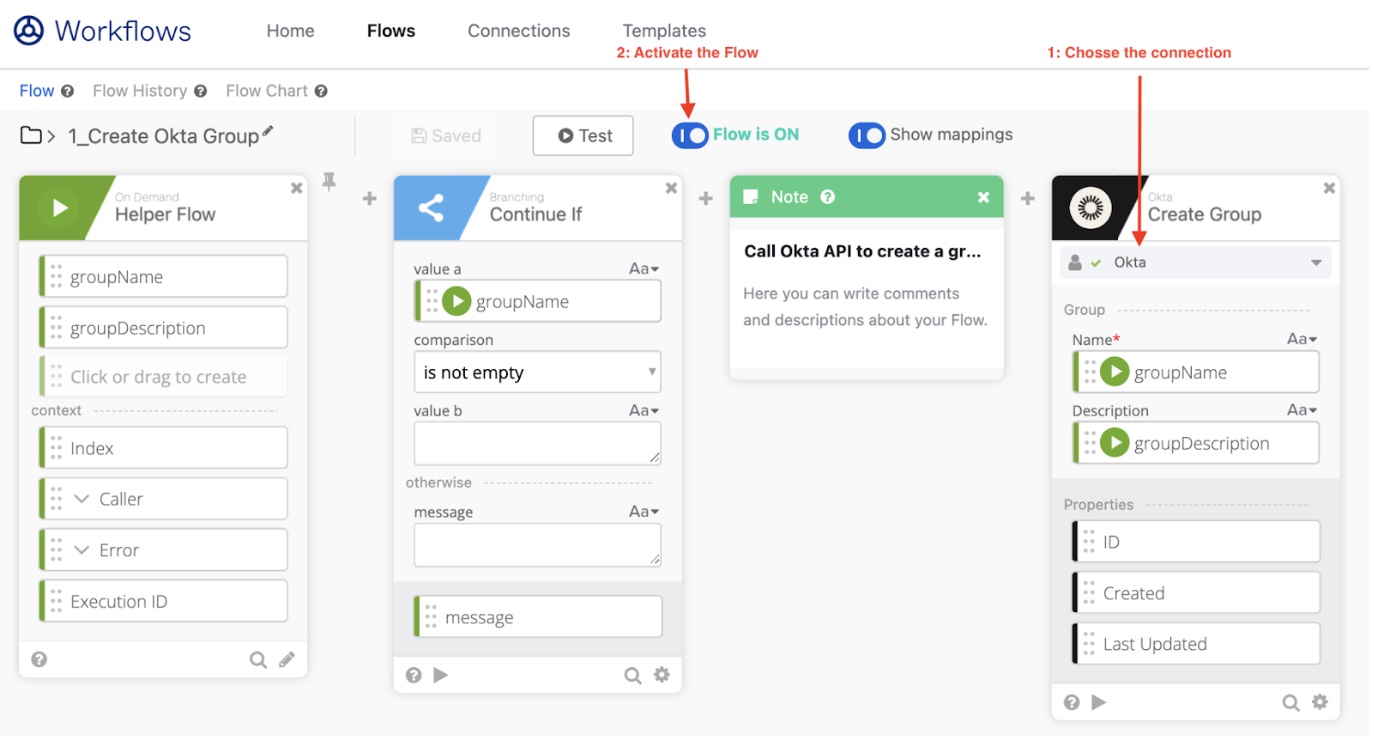 Workflows
Home
Flows
Connections
Templates
2: Activate the Flow
1: Chosse the connection
Flow ?
Flow History ?
Flow Chart ?
> 1_Create Okta Group
Saved
Test
Flow is ON
Show mappings
On Demand
Helper Flow
groupName
groupDescription
Click or drag to create
context
Index
Caller
Error
Execution ID
?
Branching
Continue If
value a
Aa
groupName
comparison
is not empty
value b
Aa
otherwise
message
Aa
message
?
Note ?
Call Okta API to create a gr...
Here you can write comments
and descriptions about your Flow.
Okta
Create Group
Okta
Group
Name*
Aa
groupName
Description
Aa
groupDescription
Properties
ID
Created
Last Updated
?